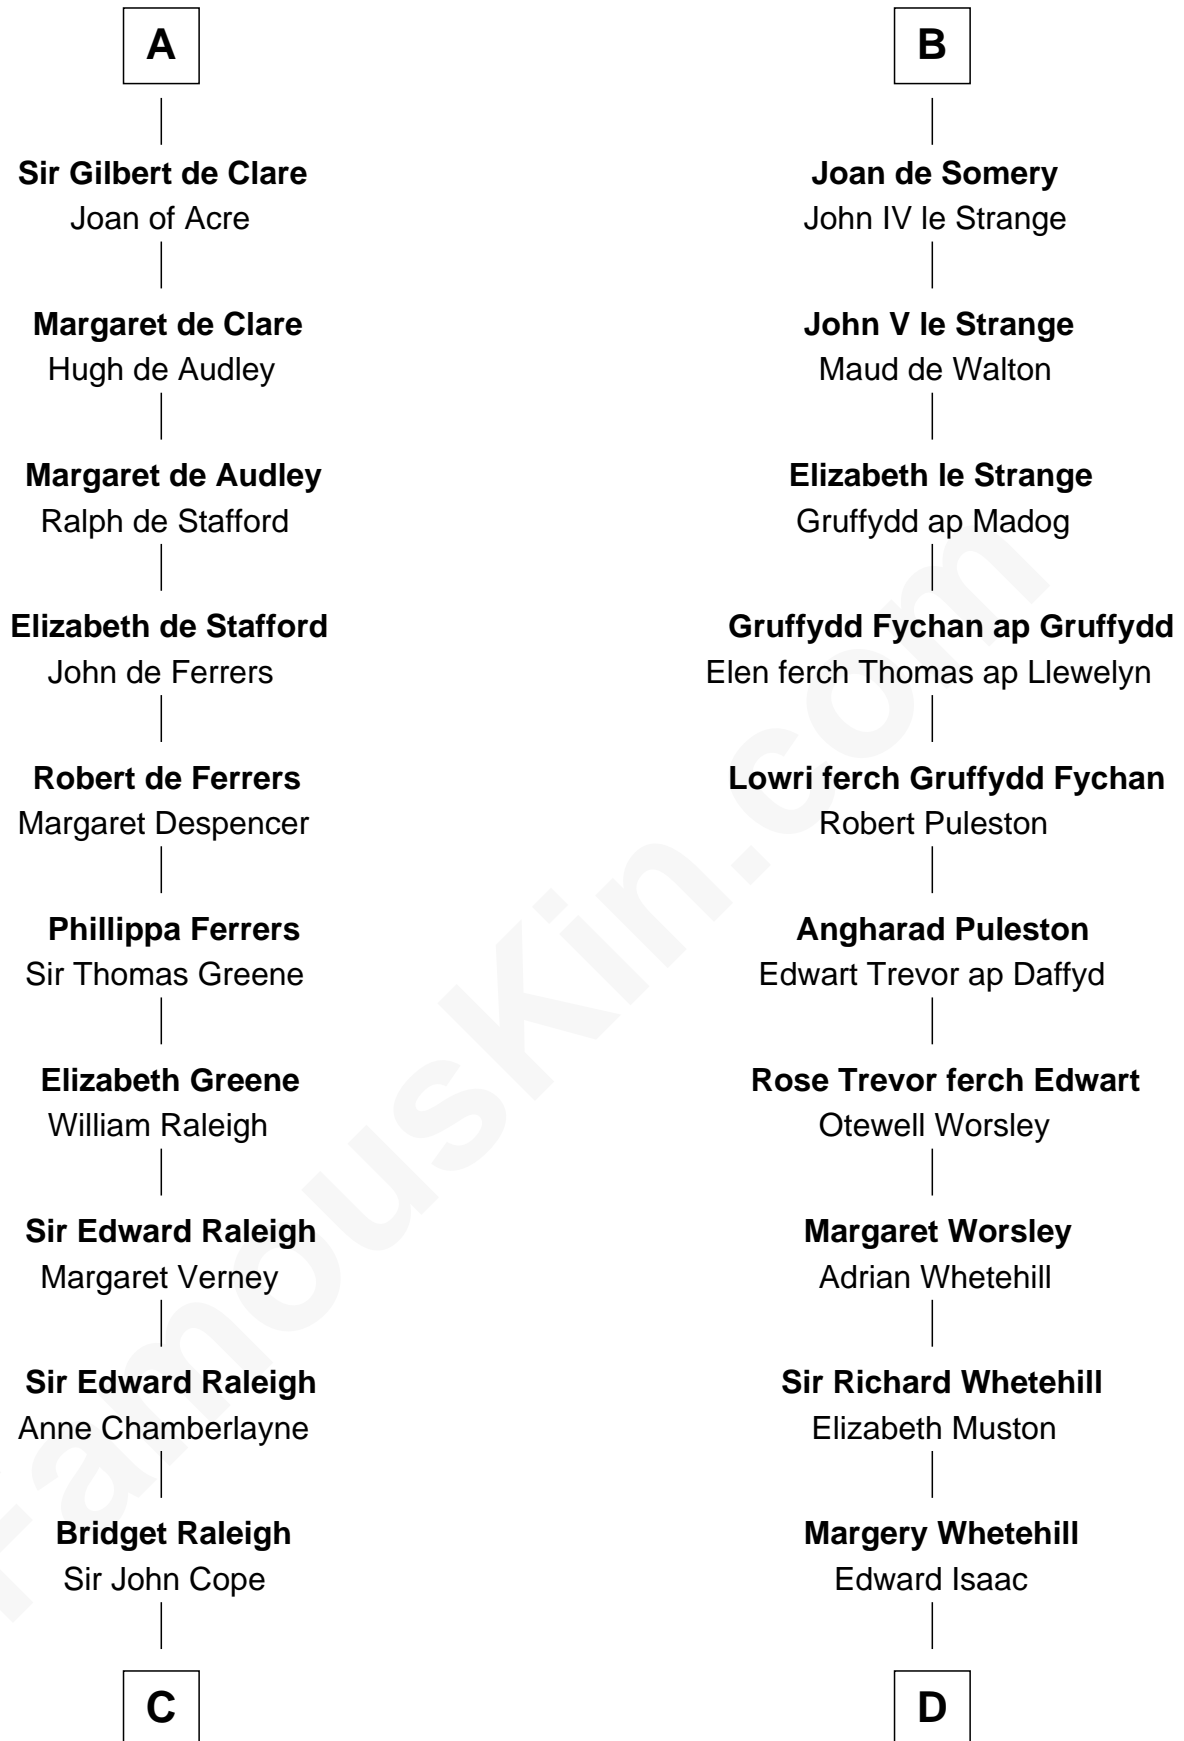 A
Sir Gilbert de Clare
Joan of Acre
Margaret de Clare
Hugh de Audley
Margaret de Audley
Ralph de Stafford
Elizabeth de Stafford
John de Ferrers
Robert de Ferrers
Margaret Despencer
Phillippa Ferrers
Sir Thomas Greene
Elizabeth Greene
William Raleigh
Sir Edward Raleigh
Margaret Verney
Sir Edward Raleigh
Anne Chamberlayne
Bridget Raleigh
Sir John Cope
C
B
Joan de Somery
John IV le Strange
John V le Strange
Maud de Walton
Elizabeth le Strange
Gruffydd ap Madog
Gruffydd Fychan ap Gruffydd
Elen ferch Thomas ap Llewelyn
Lowri ferch Gruffydd Fychan
Robert Puleston
Angharad Puleston
Edwart Trevor ap Daffyd
Rose Trevor ferch Edwart
Otewell Worsley
Margaret Worsley
Adrian Whetehill
Sir Richard Whetehill
Elizabeth Muston
Margery Whetehill
Edward Isaac
D
FamousKin.com